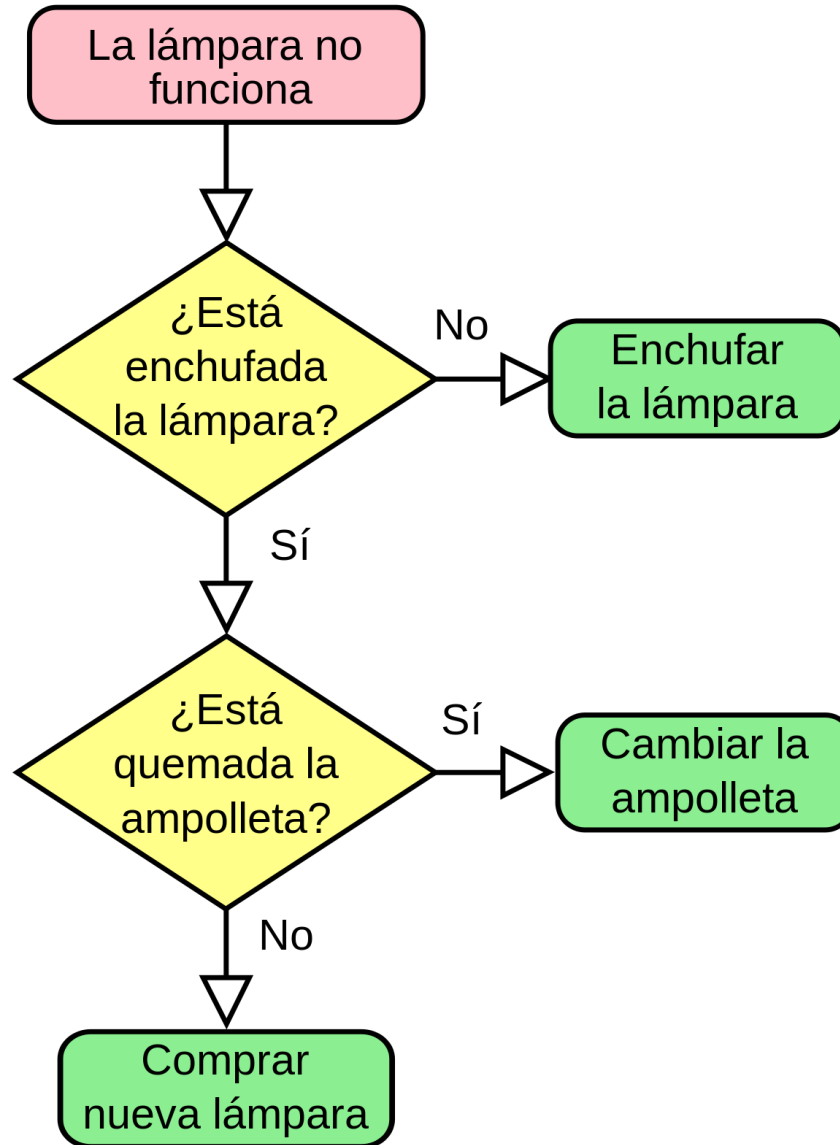 La lámpara no
funciona
¿Está
enchufada
la lámpara?
No
Enchufar
la lámpara
Sí
¿Está
quemada la
ampolleta?
Sí
Cambiar la
ampolleta
No
Comprar
nueva lámpara